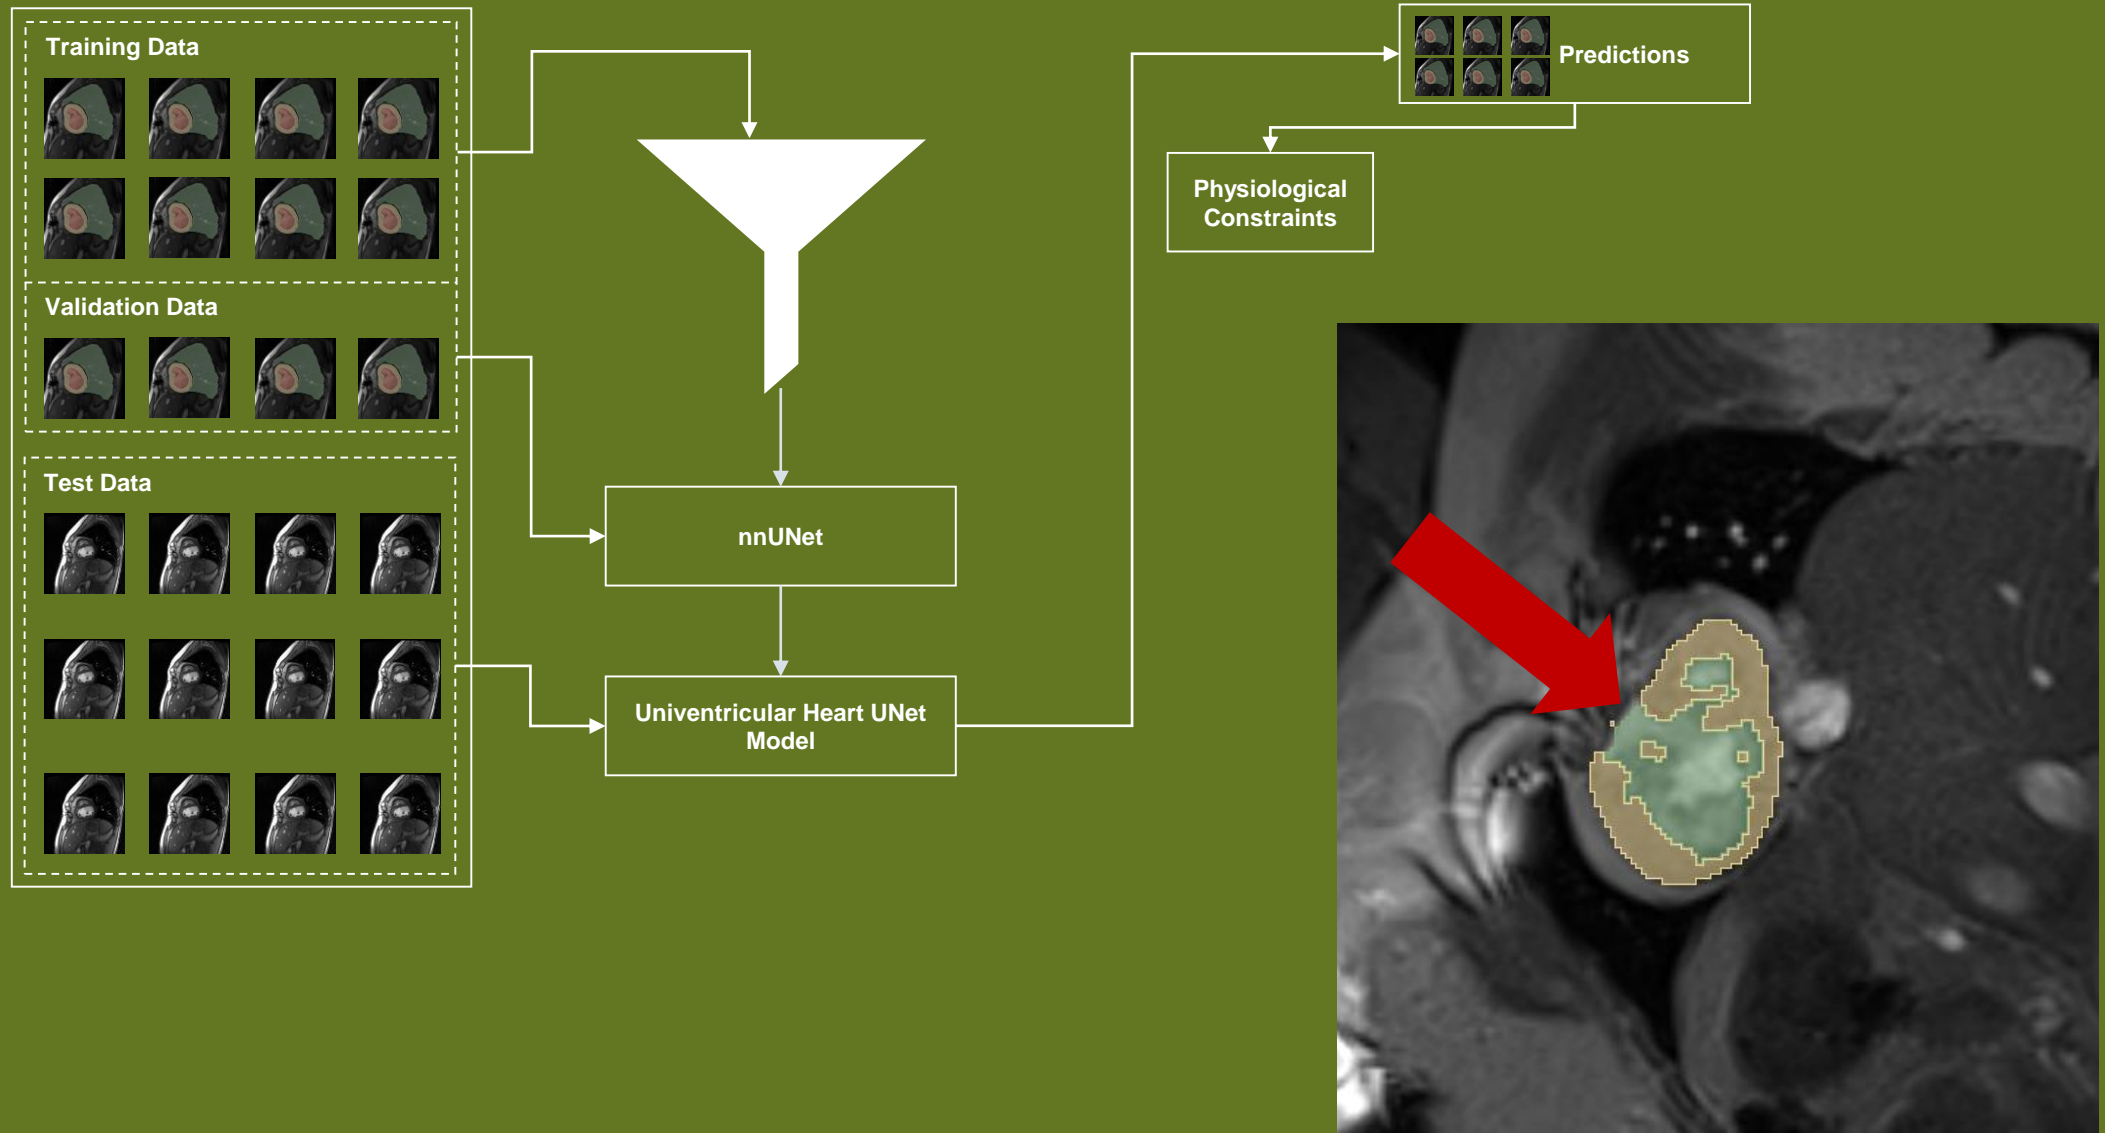 Training Data
Validation Data
Test Data
nnUNet
Univentricular Heart UNet
Model
Predictions
Physiological
Constraints